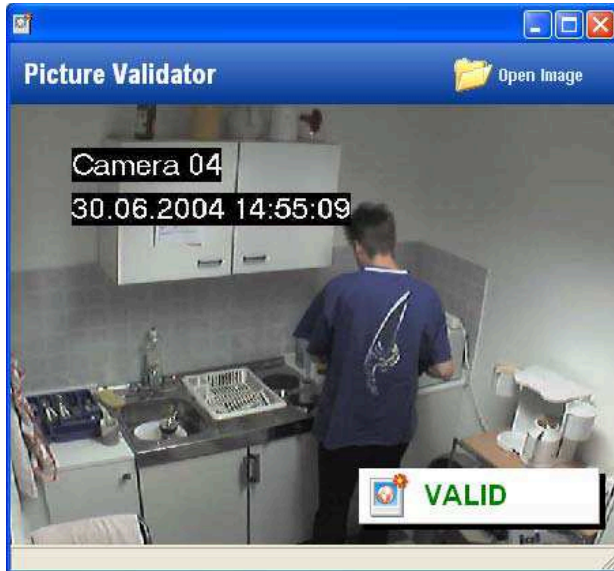 Picture Validator
Open Image
Camera 04
30.06.2004 14:55:09
VALID